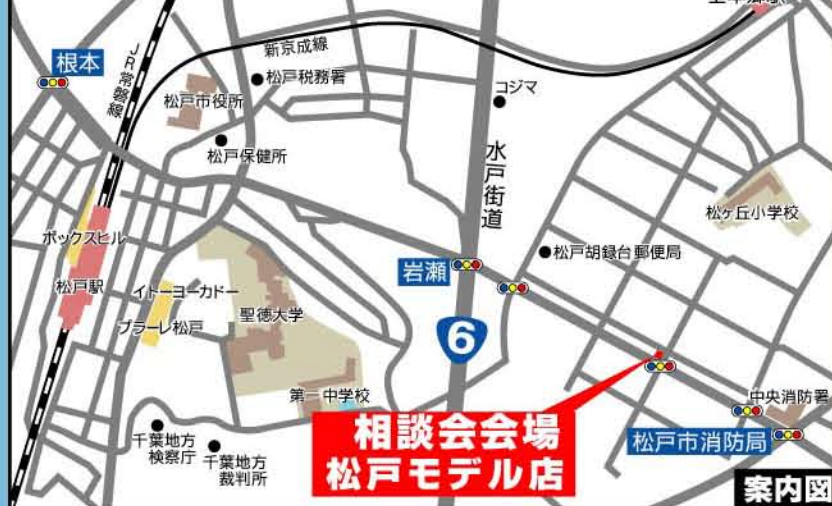 根本
JR常磐線
新京成線
松戸税務署
松戸市役所
コジマ
松戸保健所
水戸街道
松ヶ丘小学校
ボックスヒル
松戸駅
イトーヨーカドー
プラーレ松戸
聖徳大学
岩瀬
松戸胡録台郵便局
6
第一中学校
中央消防署
相談会会場
松戸モデル店
松戸市消防局
千葉地方
検察庁
千葉地方
裁判所
案内図